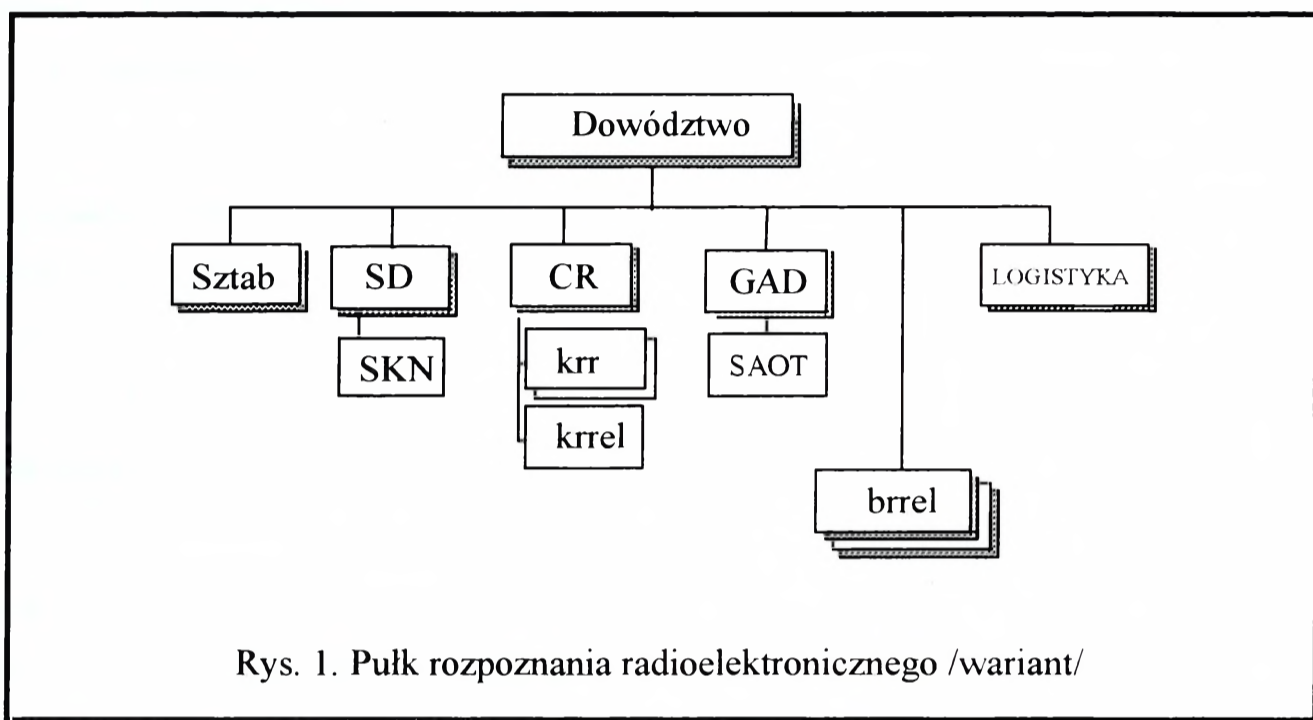 Dowództwo
Sztab
SD
CR
GAD
LOGISTYKA
SKN
krr
SAOT
krrel
brrel
Rys. 1. Pułk rozpoznania radioelektronicznego /wariant/